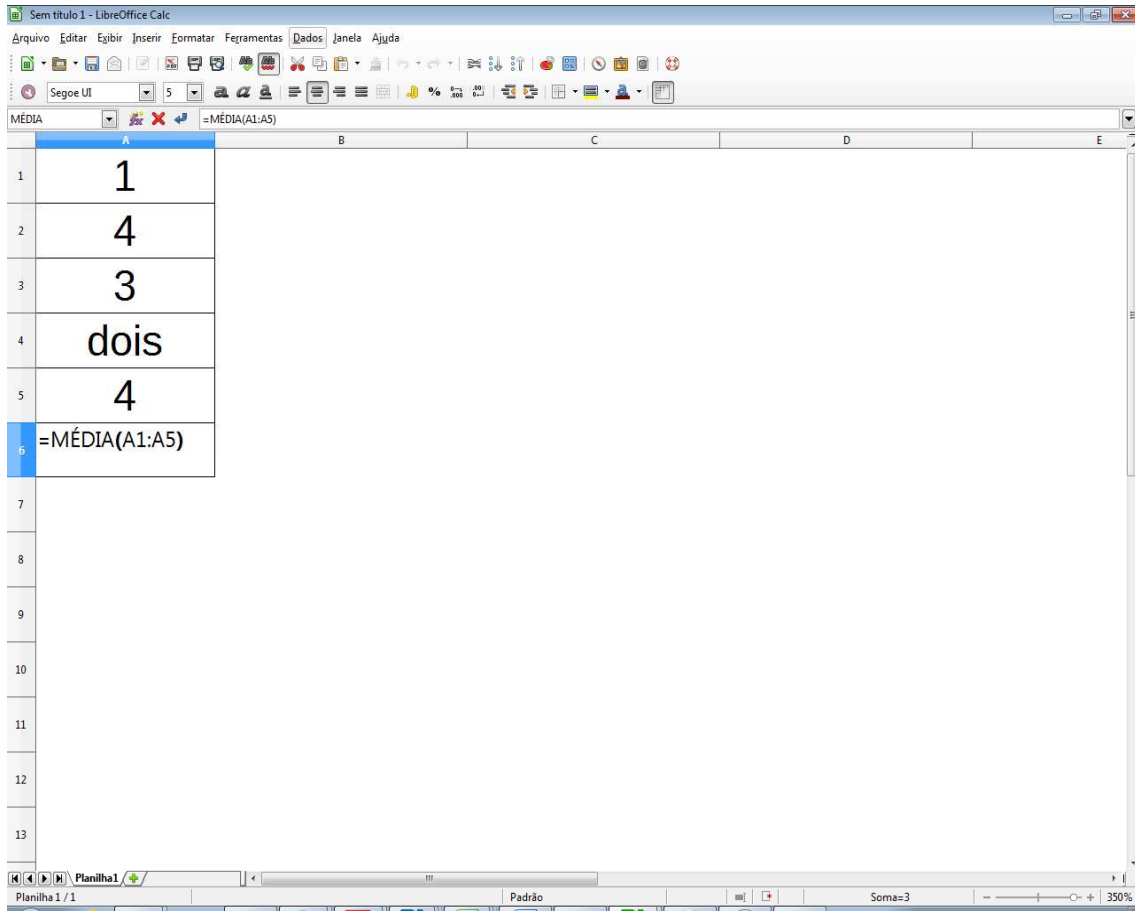 Sem título 1 - LibreOffice Calc
Arquivo Editar Exibir Inserir Formatar Ferramentas Dados Janela Ajuda
Segoe UI 5
MÉDIA =MÉDIA(A1:A5)
A B C D E
1 1
2 4
3 3
4 dois
5 4
6 =MÉDIA(A1:A5)
7
8
9
10
11
12
13
Planilha1
Planilha 1 / 1 Padrão Soma=3 350%